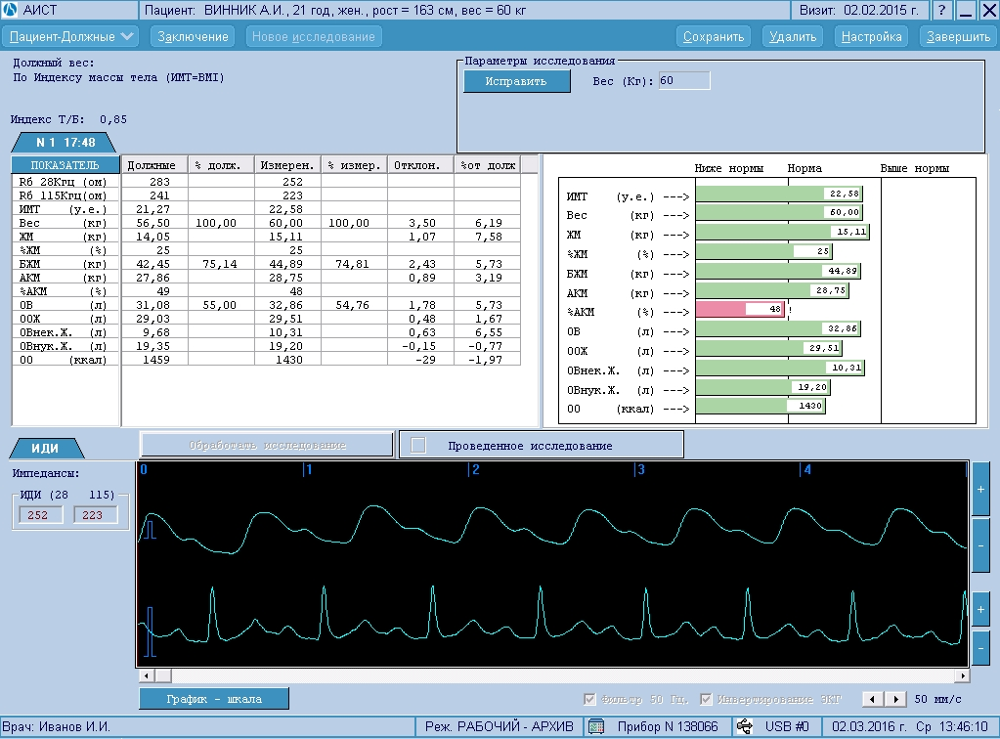 АИСТ Пациент: ВИННИК А.И., 21 год, жен., рост = 163 см, вес = 60 кг Визит: 02.02.2015 г. ?
Пациент-Должные Заключение Новое исследование Сохранить Удалить Настройка Завершить
Должный вес:
По Индексу массы тела (ИМТ=BMI)
Индекс Т/Б: 0,85
Параметры исследования
Исправить Вес (Кг): 60
N 1 17:48
ПОКАЗАТЕЛЬ Должные % долж. Измерен. % измер. Отклон. %от долж
Rб 28Кгц (ом) 283 252
Rб 115Кгц(ом) 241 223
ИМТ (у.е.) 21,27 22,58
Вес (кг) 56,50 100,00 60,00 100,00 3,50 6,19
ЖМ (кг) 14,05 15,11 1,07 7,58
%ЖМ (%) 25 25
БЖМ (кг) 42,45 75,14 44,89 74,81 2,43 5,73
АКМ (кг) 27,86 28,75 0,89 3,19
%АКМ (%) 49 48
ОВ (л) 31,08 55,00 32,86 54,76 1,78 5,73
ООЖ (л) 29,03 29,51 0,48 1,67
ОВнек.Ж. (л) 9,68 10,31 0,63 6,55
ОВнук.Ж. (л) 19,35 19,20 -0,15 -0,77
ОО (ккал) 1459 1430 -29 -1,97
Ниже нормы Норма Выше нормы
ИМТ (у.е.) ---> 22,58
Вес (кг) ---> 60,00
ЖМ (кг) ---> 15,11
%ЖМ (%) ---> 25
БЖМ (кг) ---> 44,89
АКМ (кг) ---> 28,75
%АКМ (%) ---> 48 !
ОВ (л) ---> 32,86
ООЖ (л) ---> 29,51
ОВнек.Ж. (л) ---> 10,31
ОВнук.Ж. (л) ---> 19,20
ОО (ккал) ---> 1430
ИДИ
Обработать исследование Проведенное исследование
Импедансы:
ИДИ (28 115)
252 223
0 1 2 3 4
+
-
+
-
График - шкала Фильтр 50 Гц. Инвертирование ЭКГ 50 мм/с
Врач: Иванов И.И. Реж. РАБОЧИЙ - АРХИВ Прибор N 138066 USB #0 02.03.2016 г. Ср 13:46:10